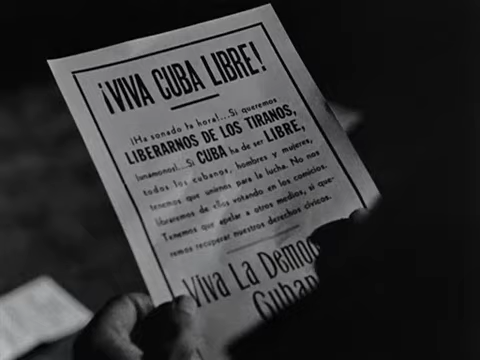 ¡VIVA CUBA LIBRE!
¡Ha sonado la hora!...Si queremos
LIBERARNOS DE LOS TIRANOS,
unamonos!...Si CUBA ha de ser LIBRE,
todos los cubanos, hombres y mujeres,
tenemos que unirnos para la lucha. No nos
libraremos de ellos votando en los comicios.
Tenemos que apelar a otros medios, si que-
remos recuperar nuestros derechos cívicos.
Viva La Democ
Cuban